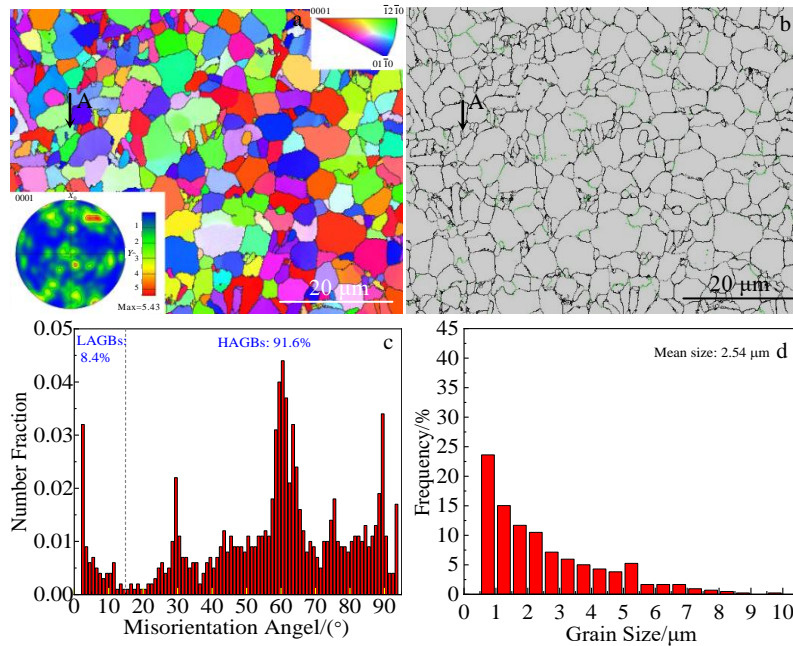 a
0001
1̅21̅0
011̅0
A
0001
X0
Y0
1
2
3
4
5
Max=5.43
20 μm
b
A
20 μm
LAGBs:
8.4%
HAGBs: 91.6%
c
0.05
0.04
0.03
0.02
0.01
0.00
Number Fraction
0 10 20 30 40 50 60 70 80 90
Misorientation Angel/(°)
Mean size: 2.54 μm
d
45
40
35
30
25
20
15
10
5
0
Frequency/%
0 1 2 3 4 5 6 7 8 9 10
Grain Size/μm